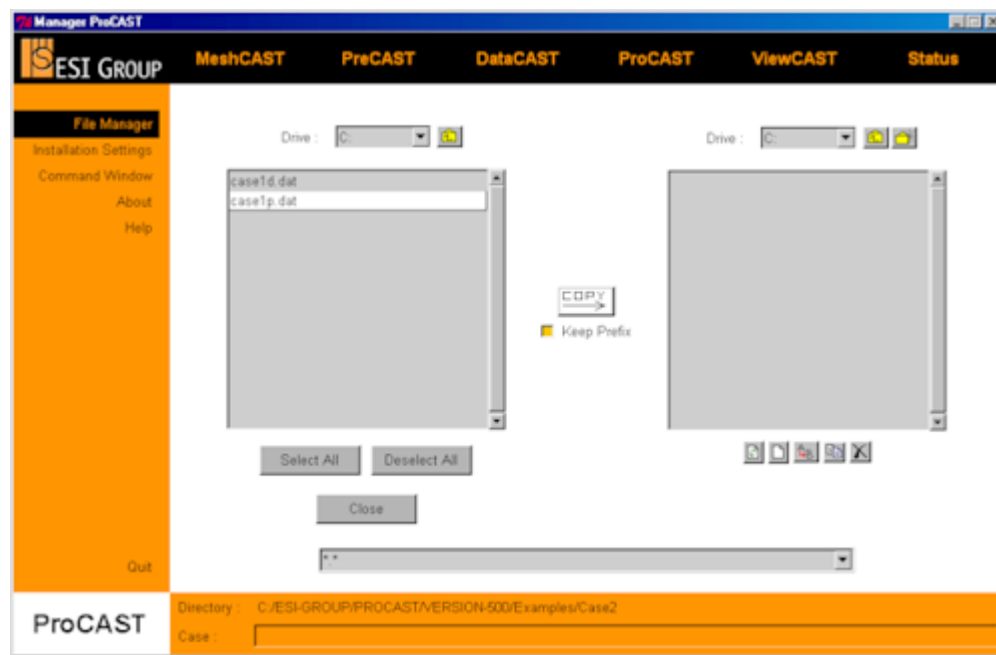 Manager ProCAST
ESI GROUP
MeshCAST PreCAST DataCAST ProCAST ViewCAST Status
File Manager
Installation Settings
Command Window
About
Help
Quit
Drive : C:
Drive : C:
case1d.dat
case1p.dat
COPY
Keep Prefix
Select All Deselect All
Close
*.*
ProCAST
Directory : C:/ESI-GROUP/PROCAST/VERSION-500/Examples/Case2
Case :